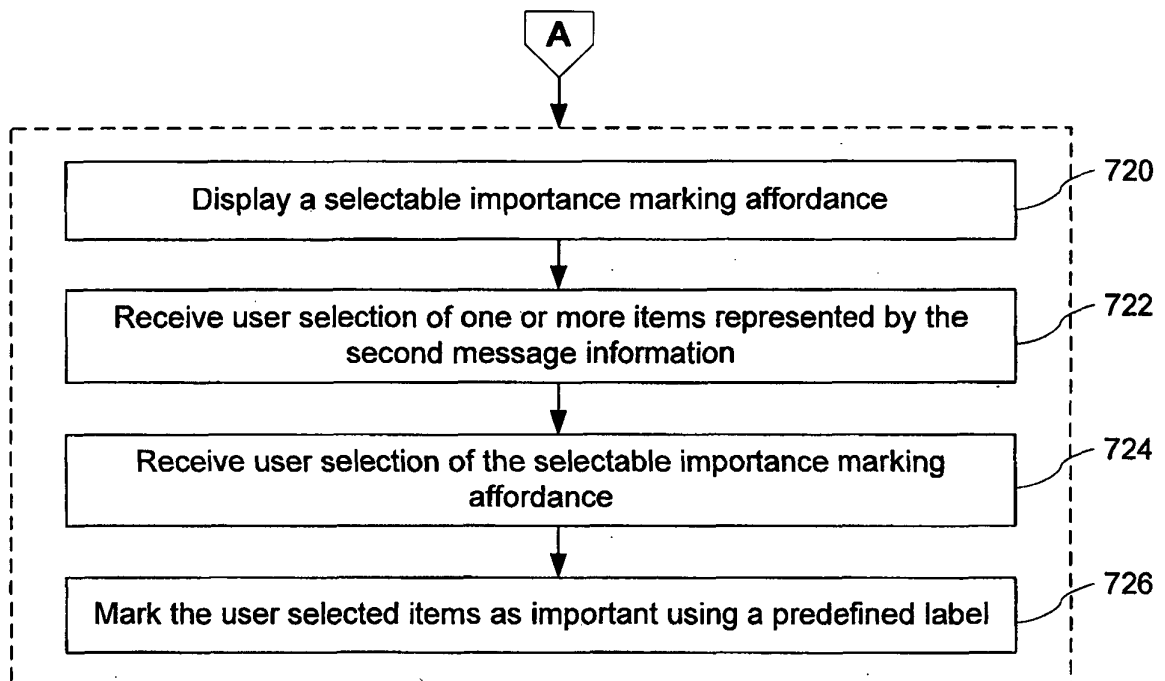 A
Display a selectable importance marking affordance
720
Receive user selection of one or more items represented by the
second message information
722
Receive user selection of the selectable importance marking
affordance
724
Mark the user selected items as important using a predefined label
726